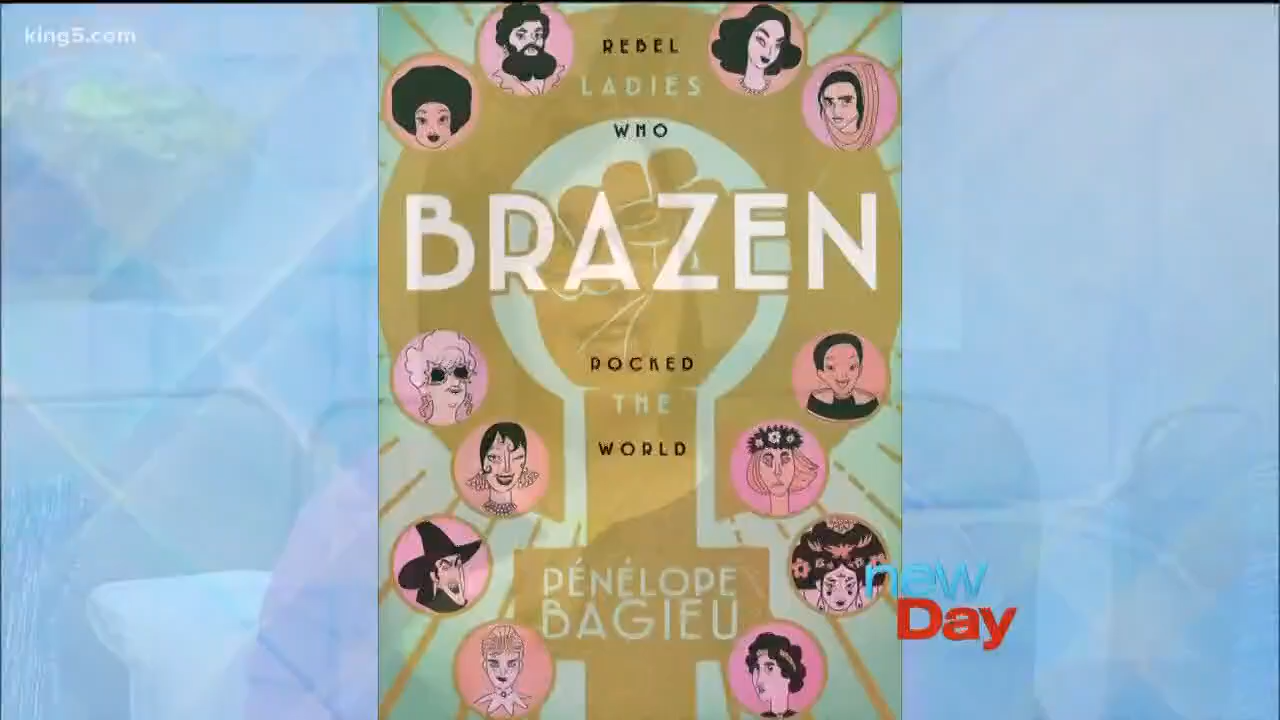 king5.com
REBEL
LADIES
WHO
BRAZEN
ROCKED
THE
WORLD
PÉNÉLOPE
BAGIEU
new
Day